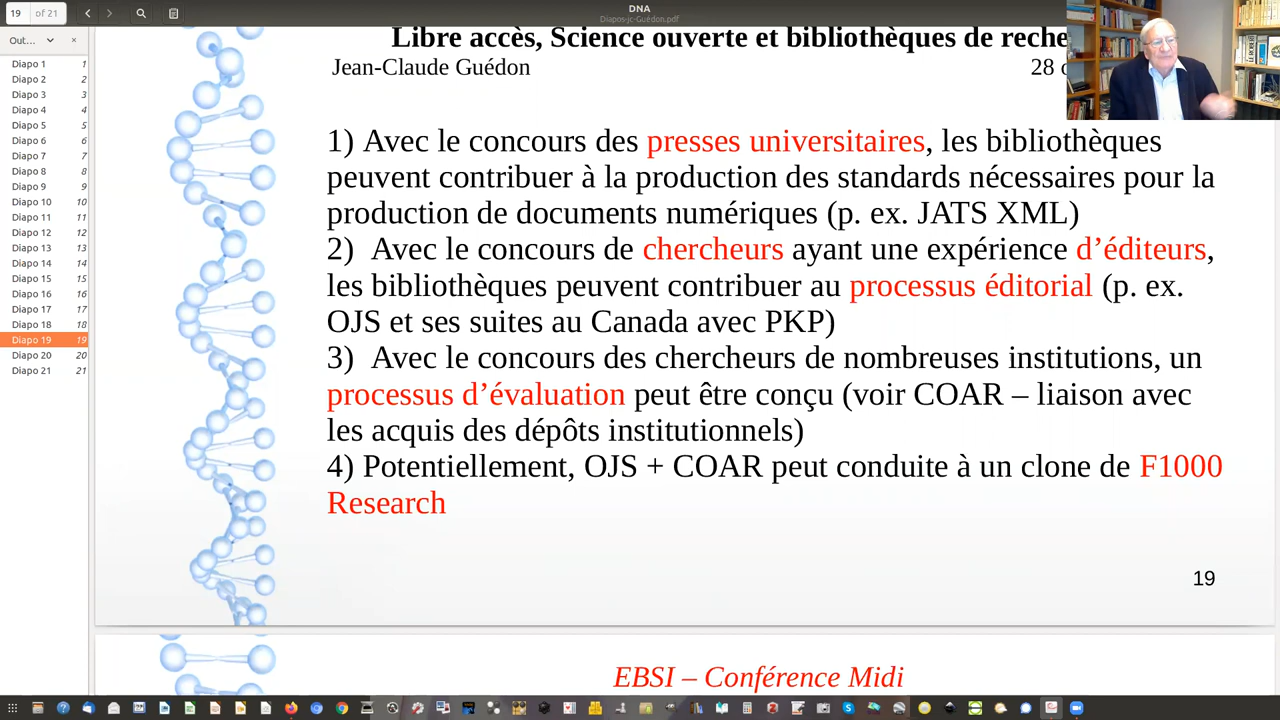 19 of 21
DNA
Diapos-jc-Guédon.pdf
Out...
Diapo 1 1
Diapo 2 2
Diapo 3 3
Diapo 4 4
Diapo 5 5
Diapo 6 6
Diapo 7 7
Diapo 8 8
Diapo 9 9
Diapo 10 10
Diapo 11 11
Diapo 12 12
Diapo 13 13
Diapo 14 14
Diapo 15 15
Diapo 16 16
Diapo 17 17
Diapo 18 18
Diapo 19 19
Diapo 20 20
Diapo 21 21
Libre accès, Science ouverte et bibliothèques de reche
Jean-Claude Guédon 28
1) Avec le concours des presses universitaires, les bibliothèques
peuvent contribuer à la production des standards nécessaires pour la
production de documents numériques (p. ex. JATS XML)
2) Avec le concours de chercheurs ayant une expérience d’éditeurs,
les bibliothèques peuvent contribuer au processus éditorial (p. ex.
OJS et ses suites au Canada avec PKP)
3) Avec le concours des chercheurs de nombreuses institutions, un
processus d’évaluation peut être conçu (voir COAR – liaison avec
les acquis des dépôts institutionnels)
4) Potentiellement, OJS + COAR peut conduite à un clone de F1000
Research
19
EBSI – Conférence Midi